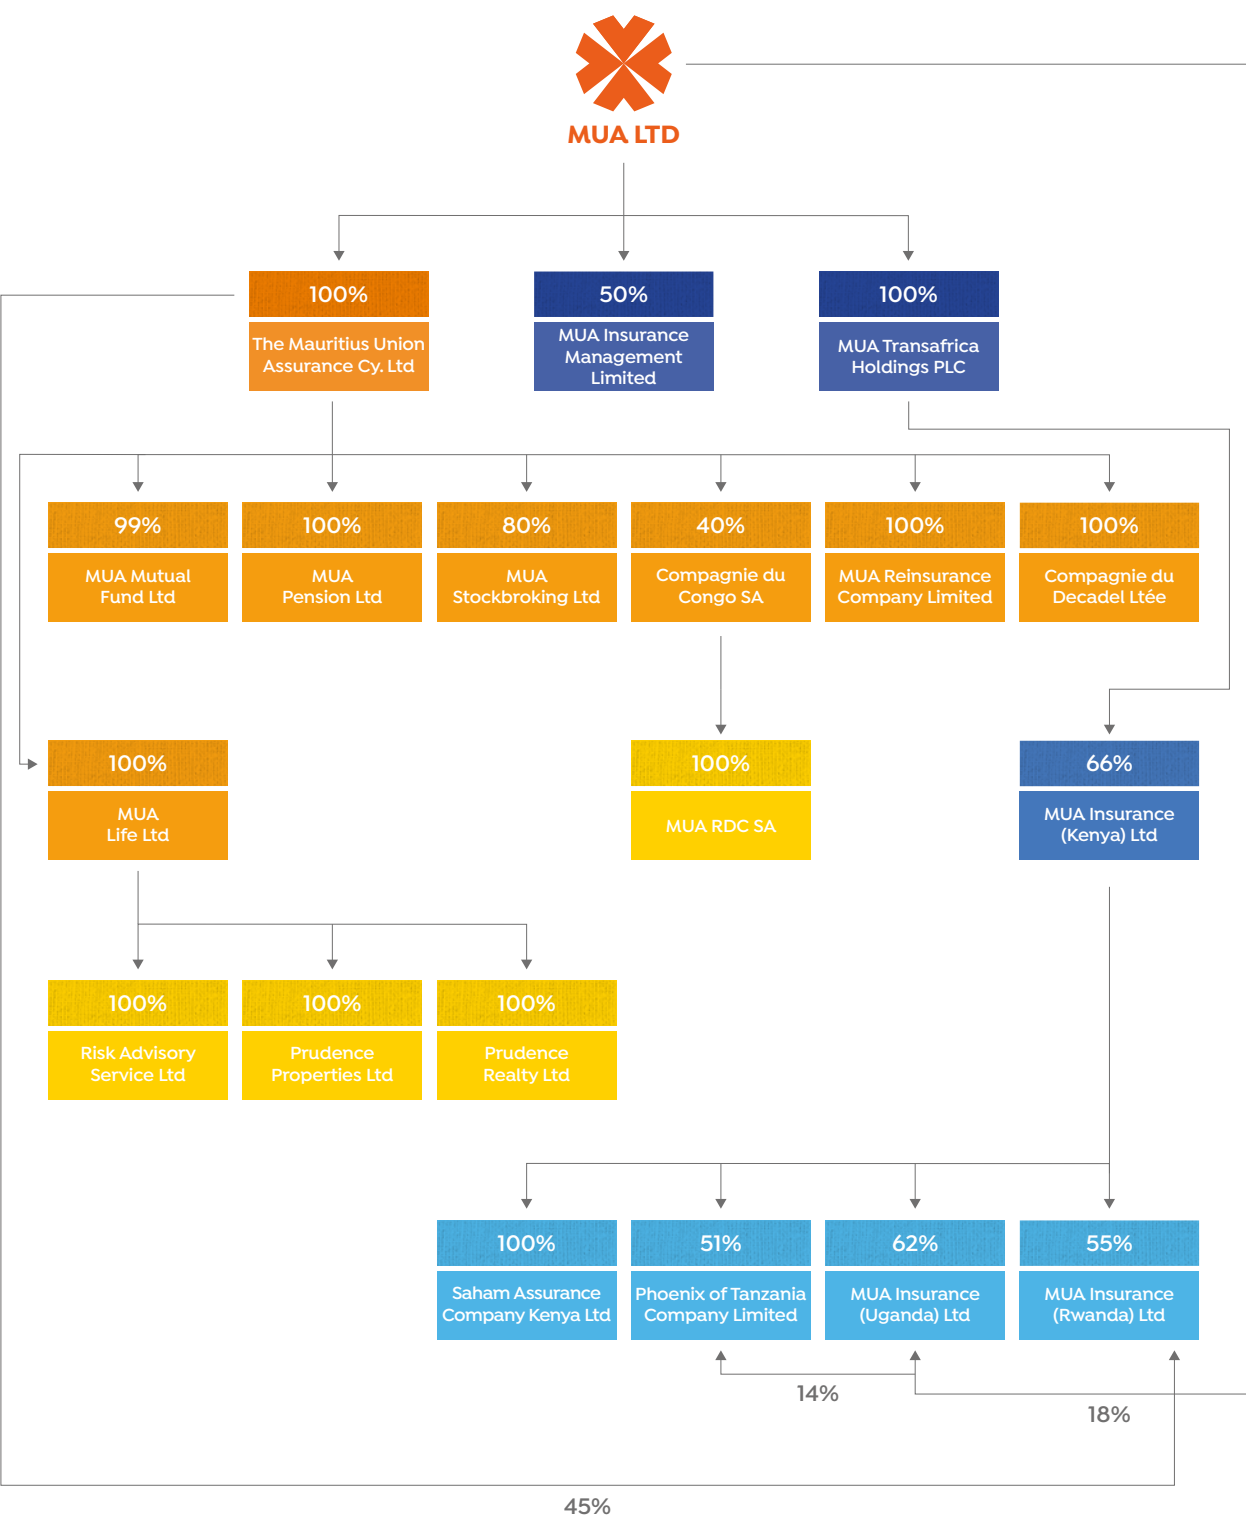 MUA LTD
100%
The Mauritius Union
Assurance Cy. Ltd
50%
MUA Insurance
Management
Limited
100%
MUA Transafrica
Holdings PLC
99%
MUA Mutual
Fund Ltd
100%
MUA
Pension Ltd
80%
MUA
Stockbroking Ltd
40%
Compagnie du
Congo SA
100%
MUA Reinsurance
Company Limited
100%
Compagnie du
Decadel Ltée
100%
MUA
Life Ltd
100%
MUA RDC SA
66%
MUA Insurance
(Kenya) Ltd
100%
Risk Advisory
Service Ltd
100%
Prudence
Properties Ltd
100%
Prudence
Realty Ltd
100%
Saham Assurance
Company Kenya Ltd
51%
Phoenix of Tanzania
Company Limited
62%
MUA Insurance
(Uganda) Ltd
55%
MUA Insurance
(Rwanda) Ltd
14%
18%
45%